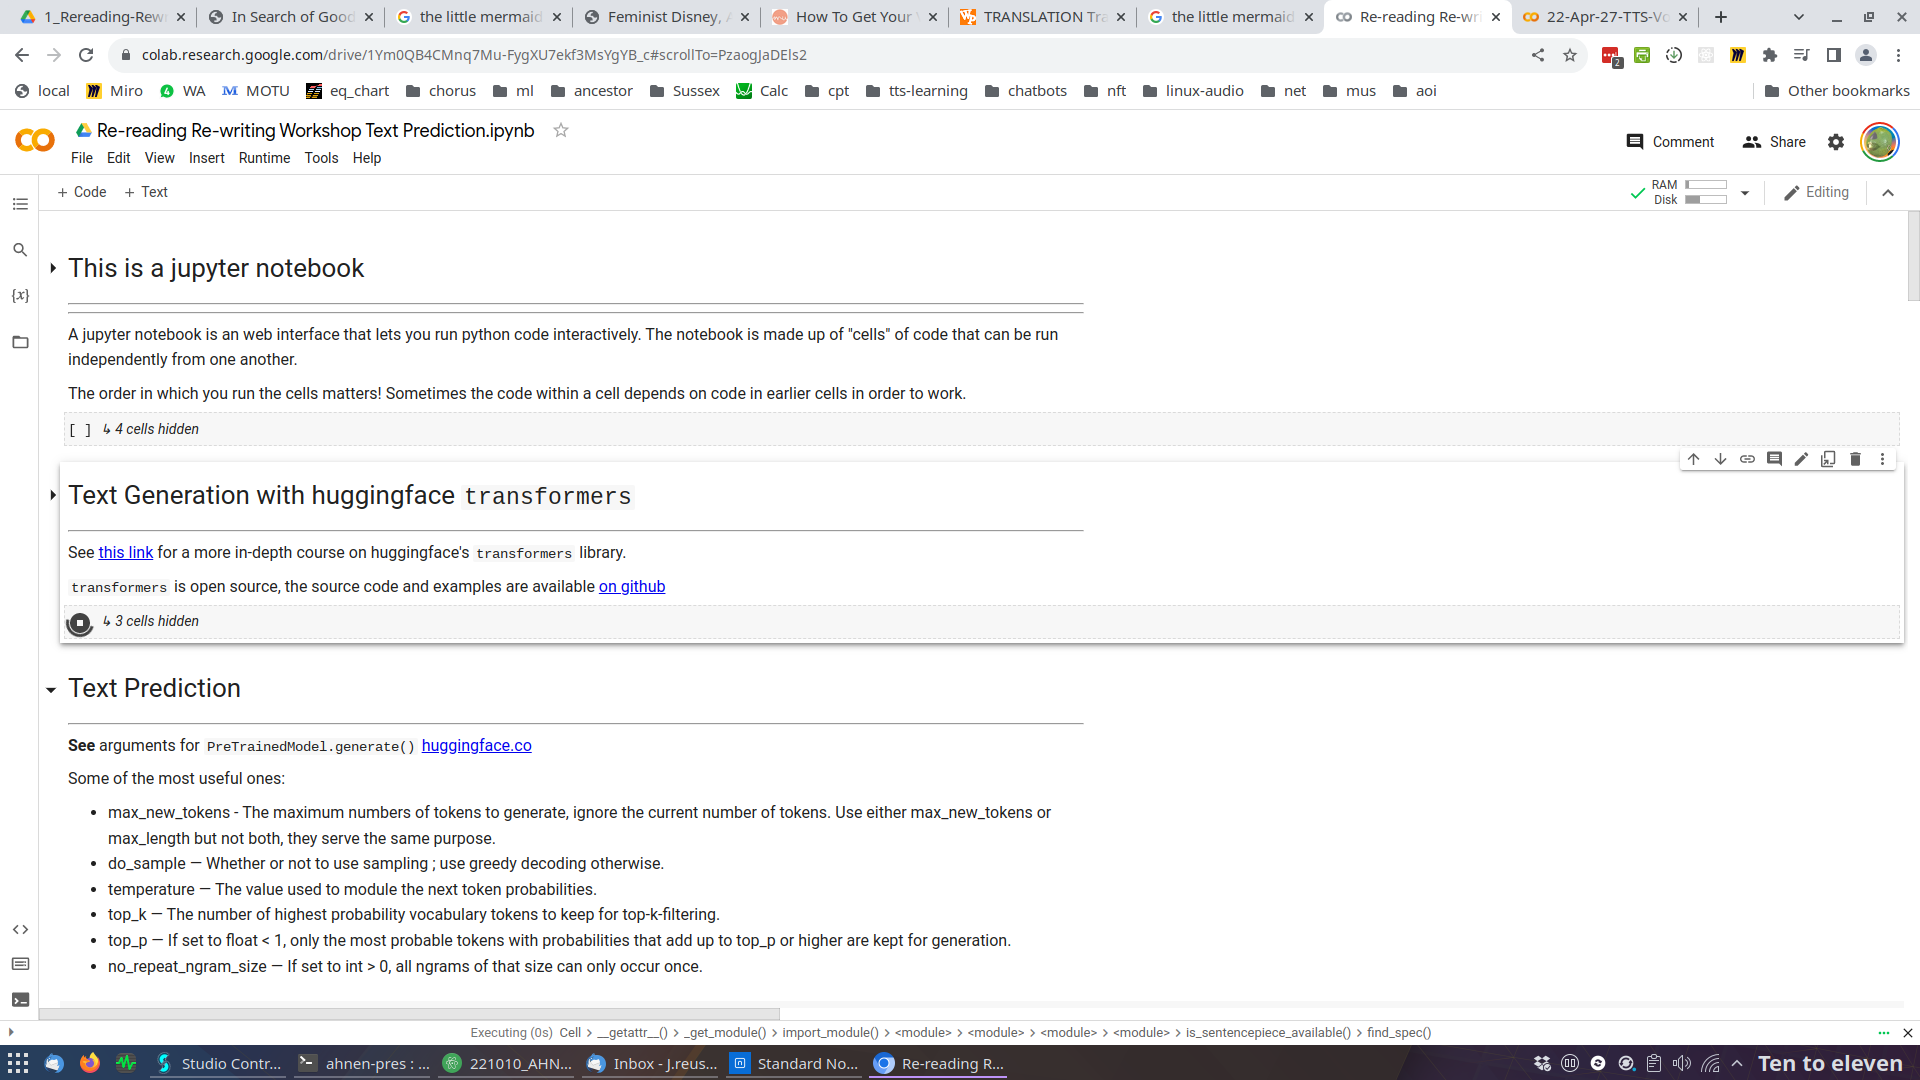 1_Rereading-Rewr
In Search of Good
the little mermaid
Feminist Disney,
How To Get Your
TRANSLATION Tra
the little mermaid
Re-reading Re-wri
22-Apr-27-TTS-Vo
colab.research.google.com/drive/1Ym0QB4CMnq7Mu-FygXU7ekf3MsYgYB_c#scrollTo=PzaogJaDEls2
2
local
Miro
WA
MOTU
eq_chart
chorus
ml
ancestor
Sussex
Calc
cpt
tts-learning
chatbots
nft
linux-audio
net
mus
aoi
Other bookmarks
Re-reading Re-writing Workshop Text Prediction.ipynb
Comment
Share
File Edit View Insert Runtime Tools Help
+ Code + Text
RAM
Disk
Editing
This is a jupyter notebook
A jupyter notebook is an web interface that lets you run python code interactively. The notebook is made up of "cells" of code that can be run
independently from one another.
The order in which you run the cells matters! Sometimes the code within a cell depends on code in earlier cells in order to work.
[ ] ↳ 4 cells hidden
Text Generation with huggingface transformers
See this link for a more in-depth course on huggingface's transformers library.
transformers is open source, the source code and examples are available on github
↳ 3 cells hidden
Text Prediction
See arguments for PreTrainedModel.generate() huggingface.co
Some of the most useful ones:
• max_new_tokens - The maximum numbers of tokens to generate, ignore the current number of tokens. Use either max_new_tokens or
max_length but not both, they serve the same purpose.
• do_sample — Whether or not to use sampling ; use greedy decoding otherwise.
• temperature — The value used to module the next token probabilities.
• top_k — The number of highest probability vocabulary tokens to keep for top-k-filtering.
• top_p — If set to float < 1, only the most probable tokens with probabilities that add up to top_p or higher are kept for generation.
• no_repeat_ngram_size — If set to int > 0, all ngrams of that size can only occur once.
Executing (0s) Cell > __getattr__() > _get_module() > import_module() > <module> > <module> > <module> > <module> > is_sentencepiece_available() > find_spec()
Studio Contr...
ahnen-pres : ...
221010_AHN...
Inbox - J.reus...
Standard No...
Re-reading R...
Ten to eleven